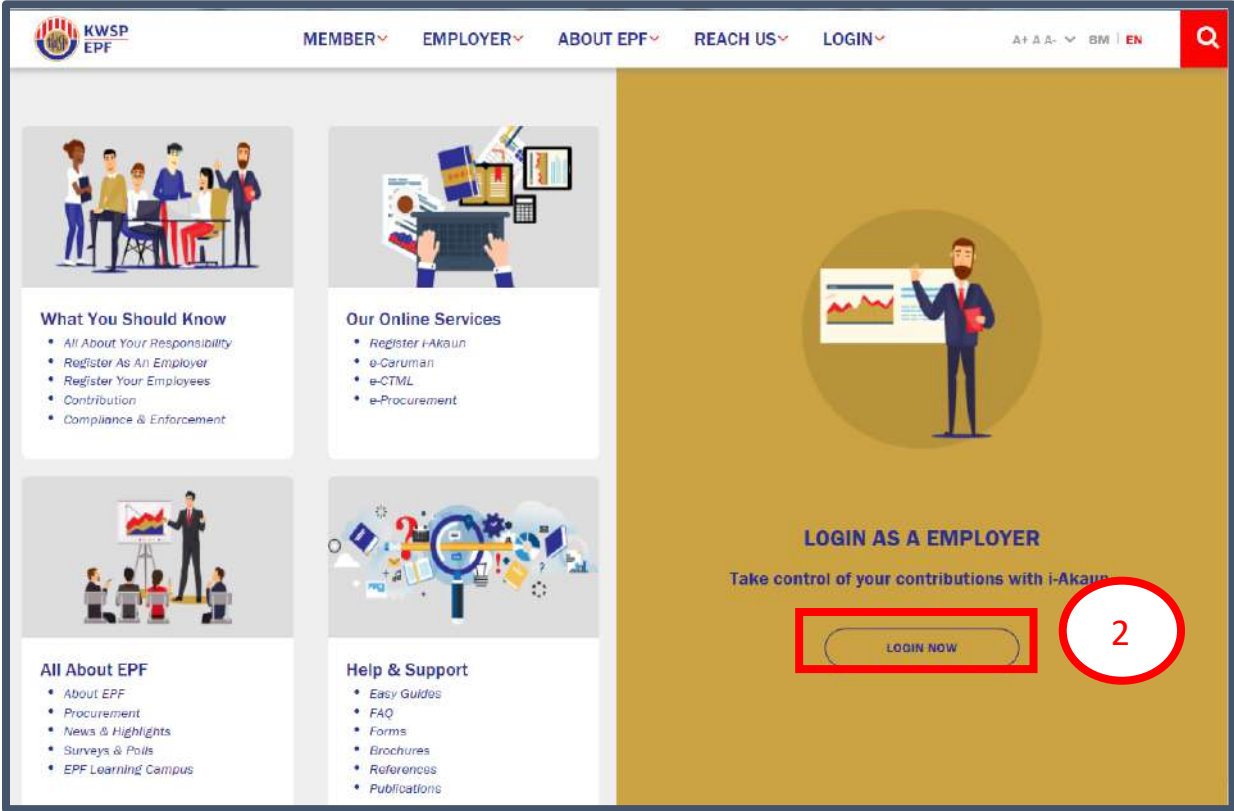 KWSP
EPF
MEMBER
EMPLOYER
ABOUT EPF
REACH US
LOGIN
A+ A A-
BM | EN
What You Should Know
• All About Your Responsibility
• Register As An Employer
• Register Your Employees
• Contribution
• Compliance & Enforcement
Our Online Services
• Register i-Akaun
• e-Caruman
• e-CTML
• e-Procurement
All About EPF
• About EPF
• Procurement
• News & Highlights
• Surveys & Polls
• EPF Learning Campus
Help & Support
• Easy Guides
• FAQ
• Forms
• Brochures
• References
• Publications
LOGIN AS A EMPLOYER
Take control of your contributions with i-Akaun
LOGIN NOW
2